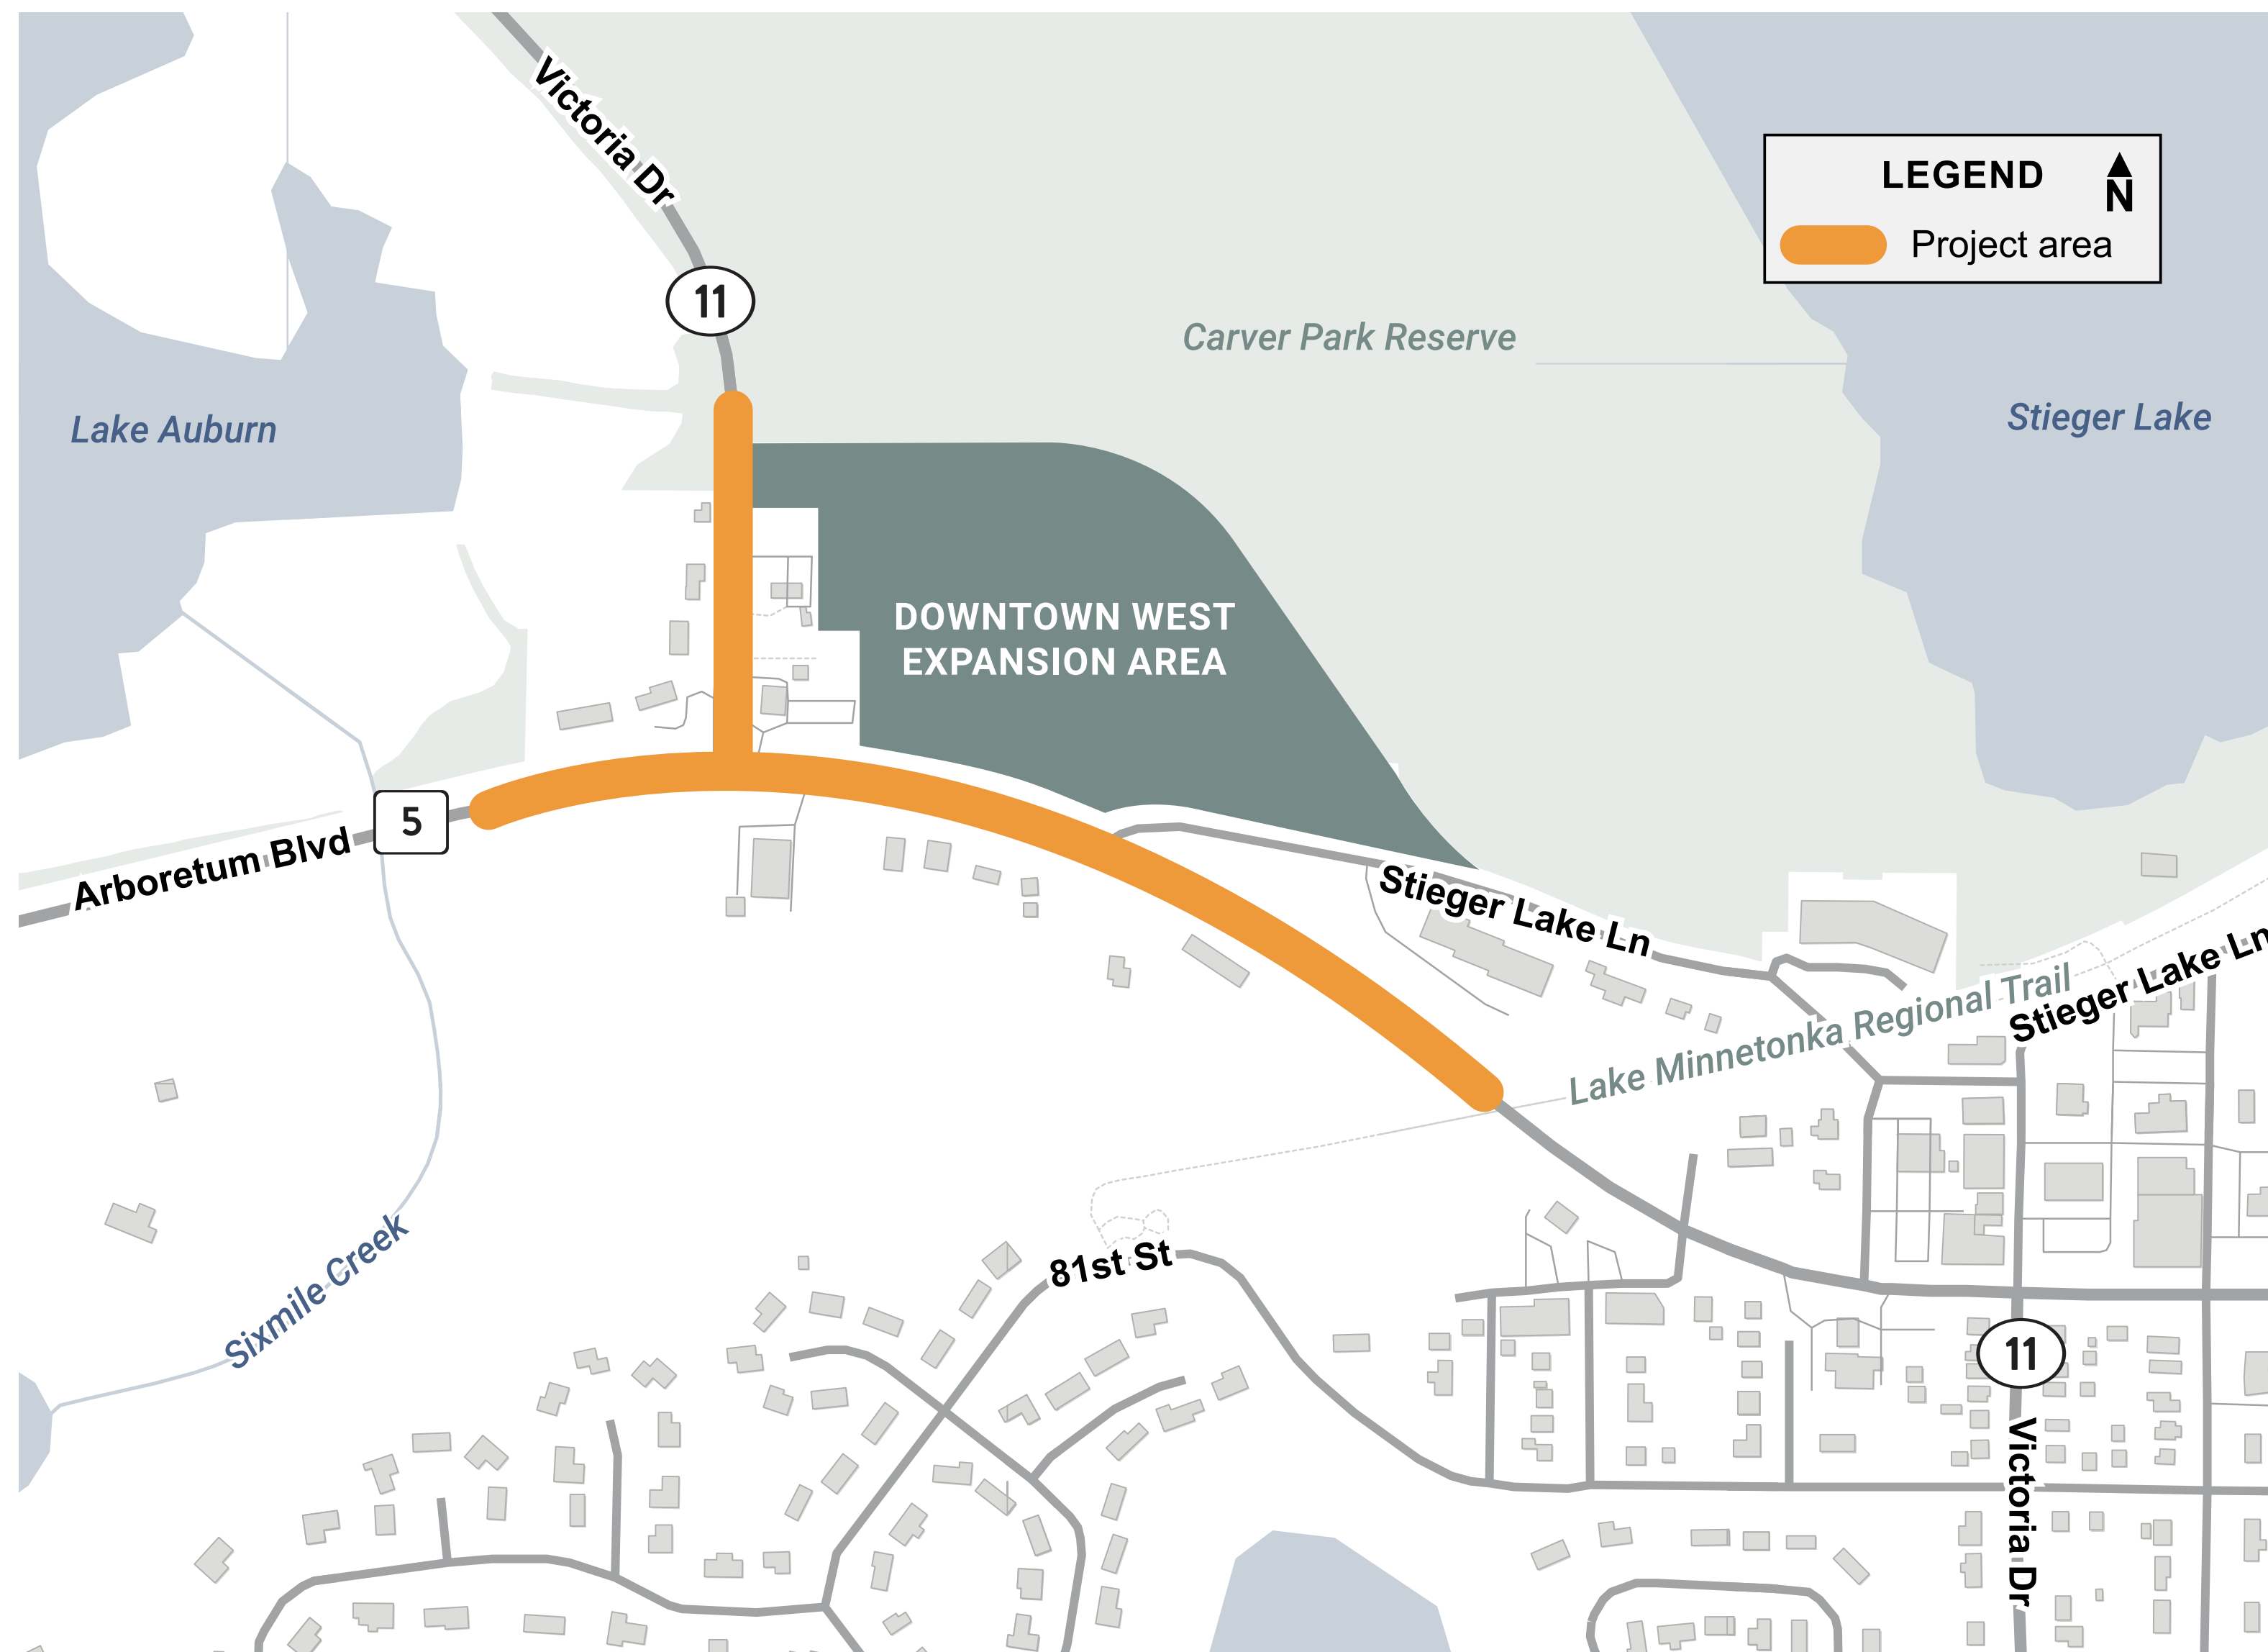 Victoria Dr
LEGEND
N
Project area
11
Carver Park Reserve
Lake Auburn
Stieger Lake
DOWNTOWN WEST
EXPANSION AREA
5
Arboretum Blvd
Stieger Lake Ln
Stieger Lake Ln
Lake Minnetonka Regional Trail
Sixmile Creek
81st St
11
Victoria Dr